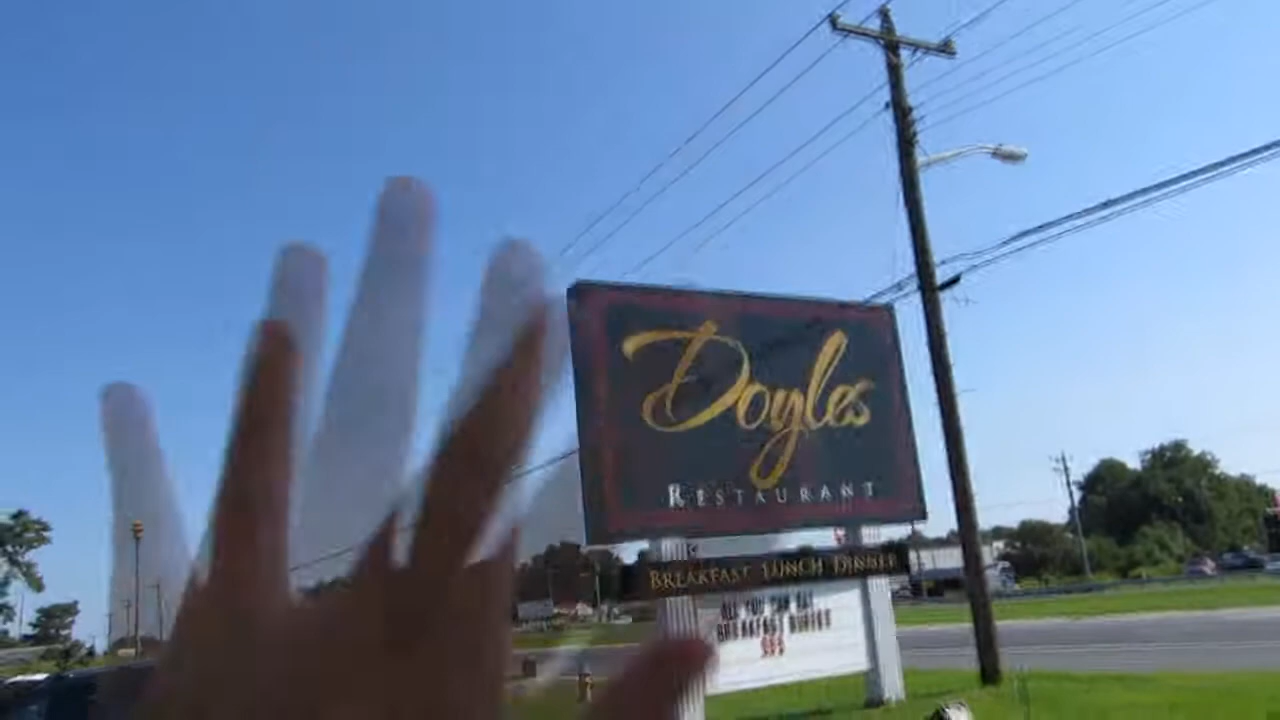 Doyles
RESTAURANT
BREAKFAST LUNCH DINNER
ALL YOU CAN EAT
BREAKFAST BUFFET